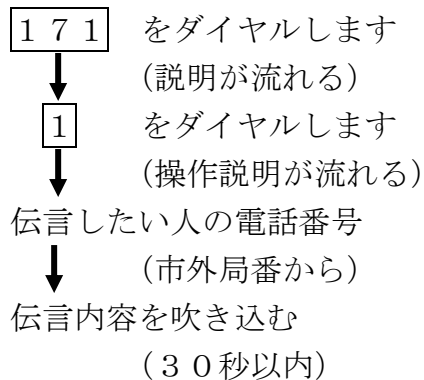 １７１ をダイヤルします
(説明が流れる)
１ をダイヤルします
(操作説明が流れる)
伝言したい人の電話番号
(市外局番から)
伝言内容を吹き込む
(３０秒以内)